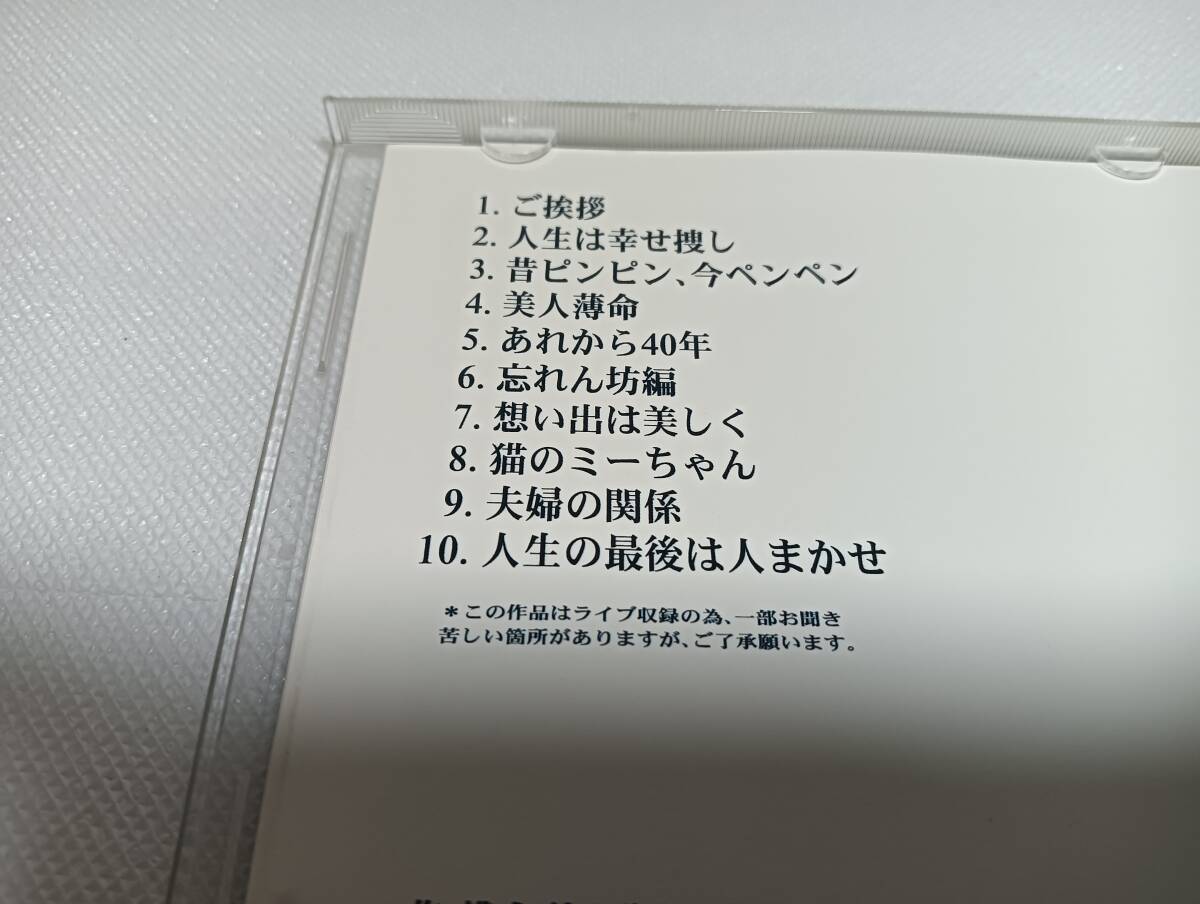 1. ご挨拶
2. 人生は幸せ捜し
3. 昔ピンピン、今ペンペン
4. 美人薄命
5. あれから40年
6. 忘れん坊編
7. 想い出は美しく
8. 猫のミーちゃん
9. 夫婦の関係
10. 人生の最後は人まかせ
*この作品はライブ収録の為、一部お聞き
苦しい箇所がありますが、ご了承願います。